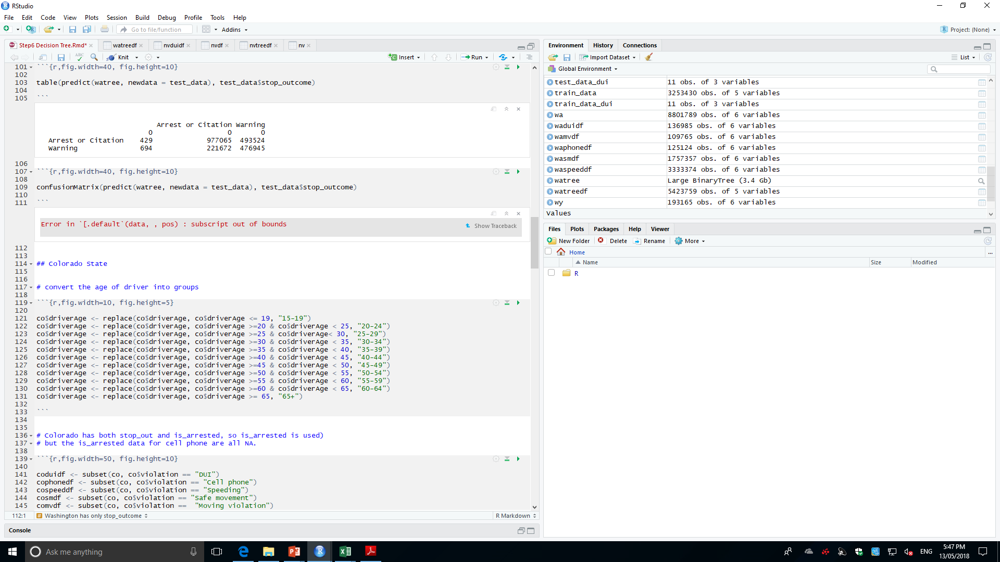 RStudio
File Edit Code View Plots Session Build Debug Profile Tools Help
Go to file/function Addins Project: (None)
Step6 Decision Tree.Rmd* watreedf nvduidf nvdf nvtreedf nv
ABC Knit Insert Run
101 ```{r,fig.width=40, fig.height=10}
102
103 table(predict(watree, newdata = test_data), test_data$stop_outcome)
104
105 ```
Arrest or Citation Warning
0 0 0
Arrest or Citation 429 977065 493524
Warning 694 221672 476945
106
107 ```{r,fig.width=40, fig.height=10}
108
109 confusionMatrix(predict(watree, newdata = test_data), test_data$stop_outcome)
110
111 ```
Error in `[.default`(data, , pos) : subscript out of bounds
Show Traceback
112
113
114 ## Colorado State
115
116
117 # convert the age of driver into groups
118
119 ```{r,fig.width=10, fig.height=5}
120
121 co$driverAge <- replace(co$driverAge, co$driverAge <= 19, "15-19")
122 co$driverAge <- replace(co$driverAge, co$driverAge >=20 & co$driverAge < 25, "20-24")
123 co$driverAge <- replace(co$driverAge, co$driverAge >=25 & co$driverAge< 30, "25-29")
124 co$driverAge <- replace(co$driverAge, co$driverAge >=30 & co$driverAge < 35, "30-34")
125 co$driverAge <- replace(co$driverAge, co$driverAge >=35 & co$driverAge < 40, "35-39")
126 co$driverAge <- replace(co$driverAge, co$driverAge >=40 & co$driverAge < 45, "40-44")
127 co$driverAge <- replace(co$driverAge, co$driverAge >=45 & co$driverAge < 50, "45-49")
128 co$driverAge <- replace(co$driverAge, co$driverAge >=50 & co$driverAge < 55, "50-54")
129 co$driverAge <- replace(co$driverAge, co$driverAge >=55 & co$driverAge < 60, "55-59")
130 co$driverAge <- replace(co$driverAge, co$driverAge >=60 & co$driverAge < 65, "60-64")
131 co$driverAge <- replace(co$driverAge, co$driverAge >= 65, "65+")
132
133 ```
134
135
136 # Colorado has both stop_out and is_arrested, so is_arrested is used)
137 # but the is_arrested data for cell phone are all NA.
138
139 ```{r,fig.width=50, fig.height=10}
140
141 coduidf <- subset(co, co$violation == "DUI")
142 cophonedf <- subset(co, co$violation == "Cell phone")
143 cospeeddf <- subset(co, co$violation == "Speeding")
144 cosmdf <- subset(co, co$violation == "Safe movement")
145 comvdf <- subset(co, co$violation ==  "Moving violation")
112:1 Washington has only stop_outcome R Markdown
Console
Environment History Connections
Import Dataset List
Global Environment
test_data_dui 11 obs. of 3 variables
train_data 3253430 obs. of 5 variables
train_data_dui 11 obs. of 3 variables
wa 8801789 obs. of 6 variables
waduidf 136985 obs. of 6 variables
wamvdf 109765 obs. of 6 variables
waphonedf 125124 obs. of 6 variables
wasmdf 1757357 obs. of 6 variables
waspeeddf 3333374 obs. of 6 variables
watree Large BinaryTree (3.4 Gb)
watreedf 5423759 obs. of 5 variables
wy 193165 obs. of 6 variables
Values
Files Plots Packages Help Viewer
New Folder Delete Rename More
Home ...
Name Size Modified
R
Ask me anything
ENG
5:47 PM
13/05/2018